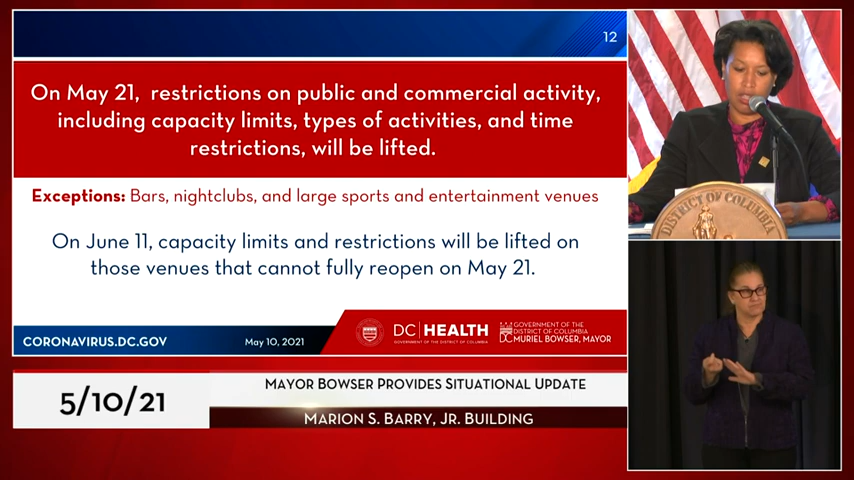 12
On May 21, restrictions on public and commercial activity,
including capacity limits, types of activities, and time
restrictions, will be lifted.
Exceptions: Bars, nightclubs, and large sports and entertainment venues
On June 11, capacity limits and restrictions will be lifted on
those venues that cannot fully reopen on May 21.
CORONAVIRUS.DC.GOV
May 10, 2021
DC | HEALTH
GOVERNMENT OF THE DISTRICT OF COLUMBIA
GOVERNMENT OF THE
DISTRICT OF COLUMBIA
MURIEL BOWSER, MAYOR
5/10/21
MAYOR BOWSER PROVIDES SITUATIONAL UPDATE
MARION S. BARRY, JR. BUILDING
DISTRICT OF COLUMBIA